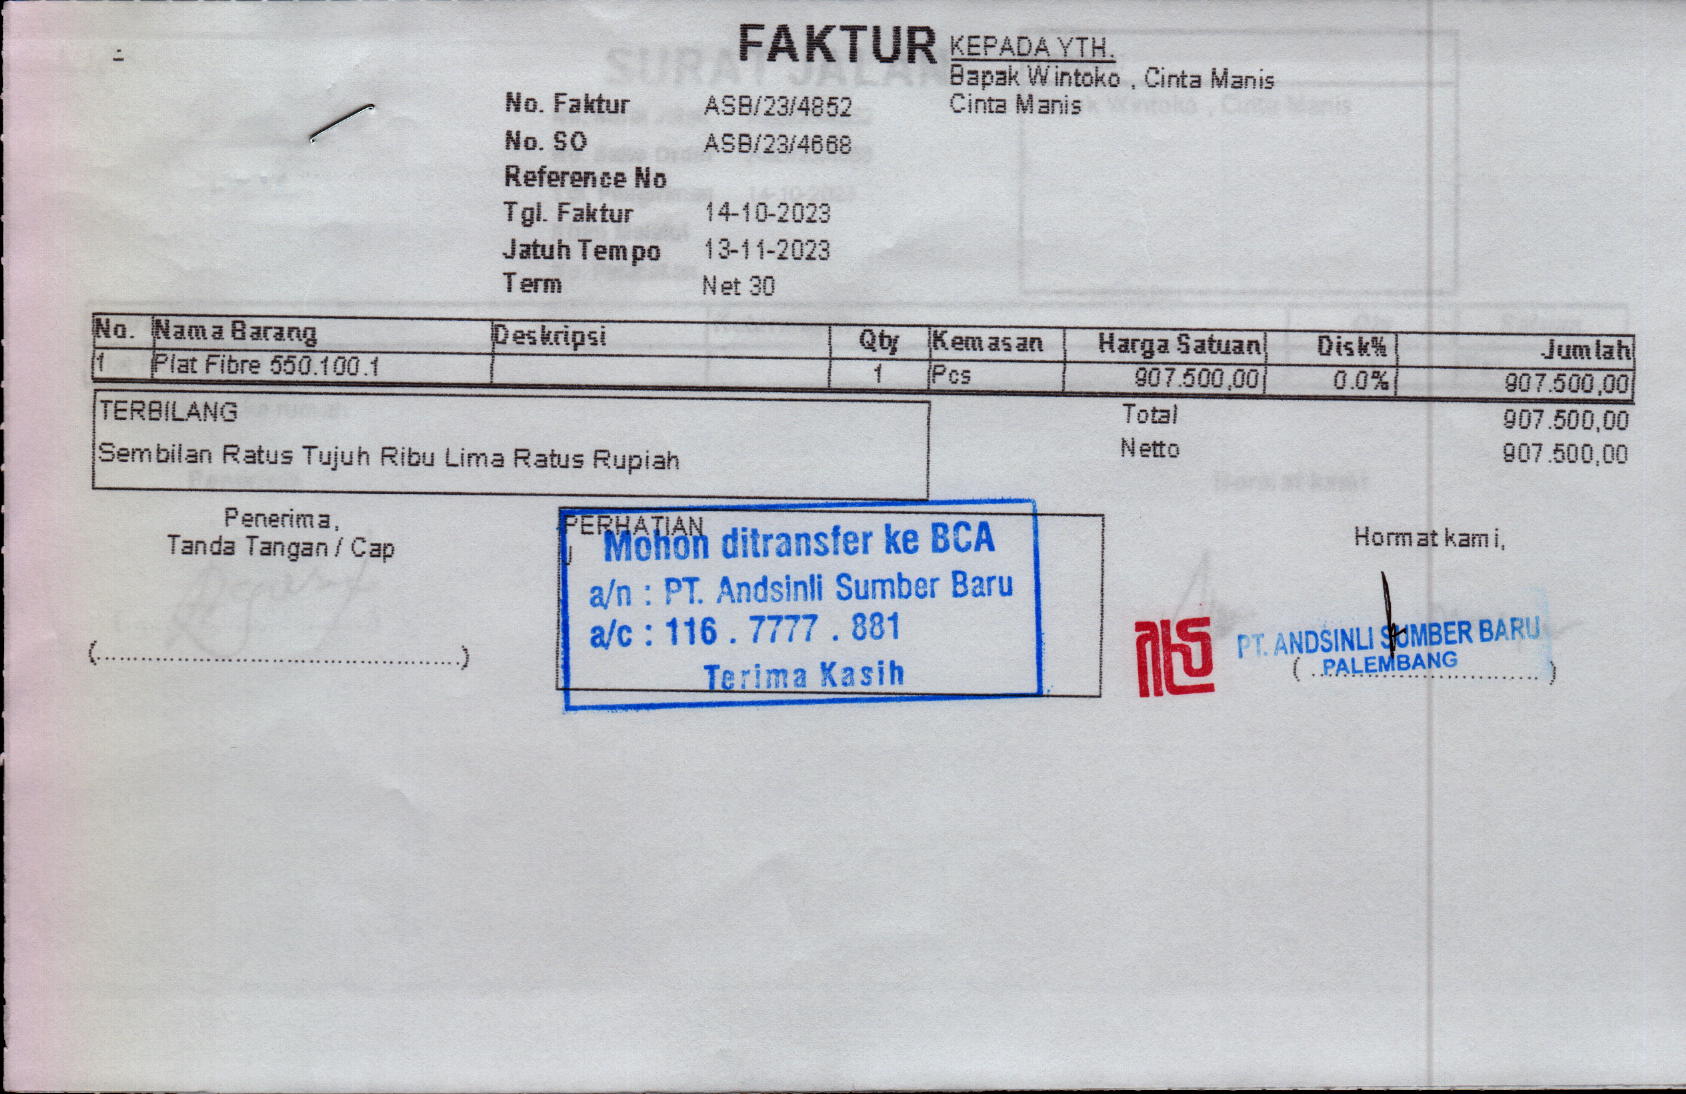 FAKTUR
KEPADA YTH.
Bapak Wintoko , Cinta Manis
Cinta Manis
No. Faktur ASB/23/4852
No. SO ASB/23/4668
Reference No
Tgl. Faktur 14-10-2023
Jatuh Tempo 13-11-2023
Term Net 30
No. Nama Barang Deskripsi Qty Kemasan Harga Satuan Disk% Jumlah
1 Plat Fibre 550.100.1 1 Pcs 907.500,00 0.0% 907.500,00
TERBILANG
Sembilan Ratus Tujuh Ribu Lima Ratus Rupiah
Total 907.500,00
Netto 907.500,00
Penerima,
Tanda Tangan / Cap
(................................................)
PERHATIAN
Mohon ditransfer ke BCA
a/n : PT. Andsinli Sumber Baru
a/c : 116 . 7777 . 881
Terima Kasih
Hormat kami,
PT. ANDSINLI SUMBER BARU
PALEMBANG
(..............................)